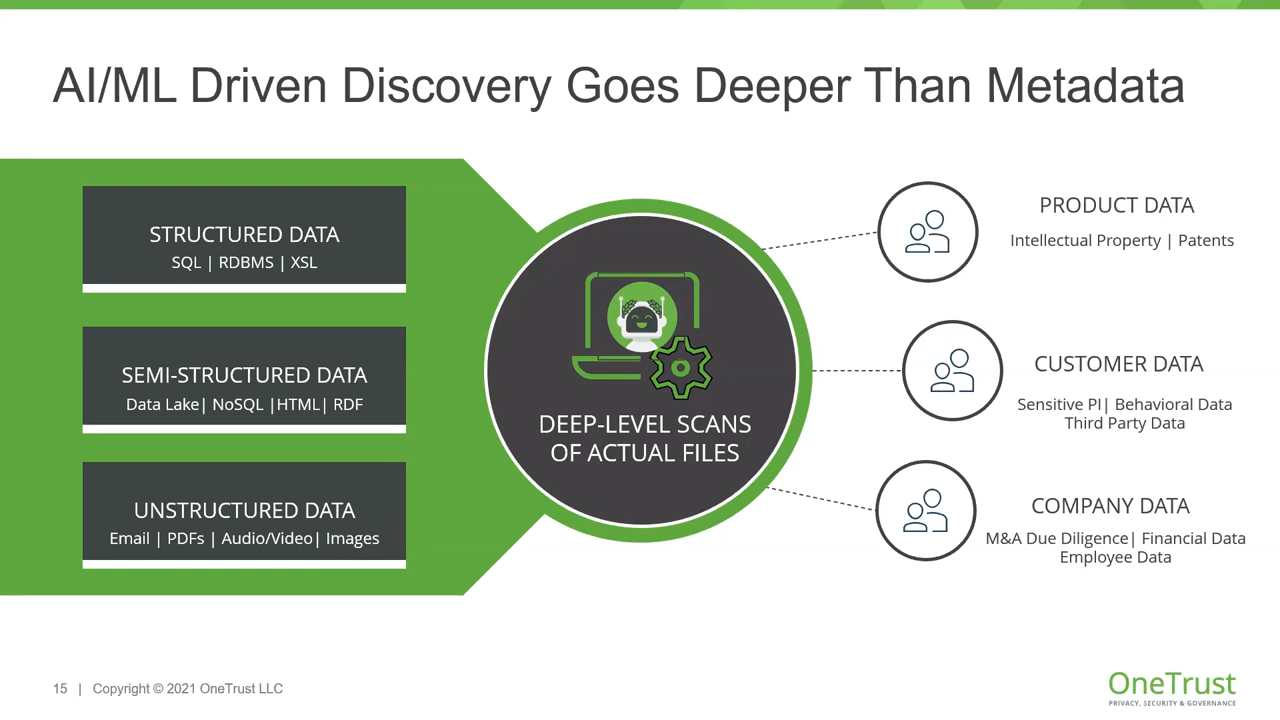 AI/ML Driven Discovery Goes Deeper Than Metadata
STRUCTURED DATA
SQL | RDBMS | XSL
SEMI-STRUCTURED DATA
Data Lake| NoSQL |HTML| RDF
UNSTRUCTURED DATA
Email | PDFs | Audio/Video| Images
DEEP-LEVEL SCANS
OF ACTUAL FILES
PRODUCT DATA
Intellectual Property | Patents
CUSTOMER DATA
Sensitive PI| Behavioral Data
Third Party Data
COMPANY DATA
M&A Due Diligence| Financial Data
Employee Data
15 | Copyright © 2021 OneTrust LLC
OneTrust
PRIVACY, SECURITY & GOVERNANCE